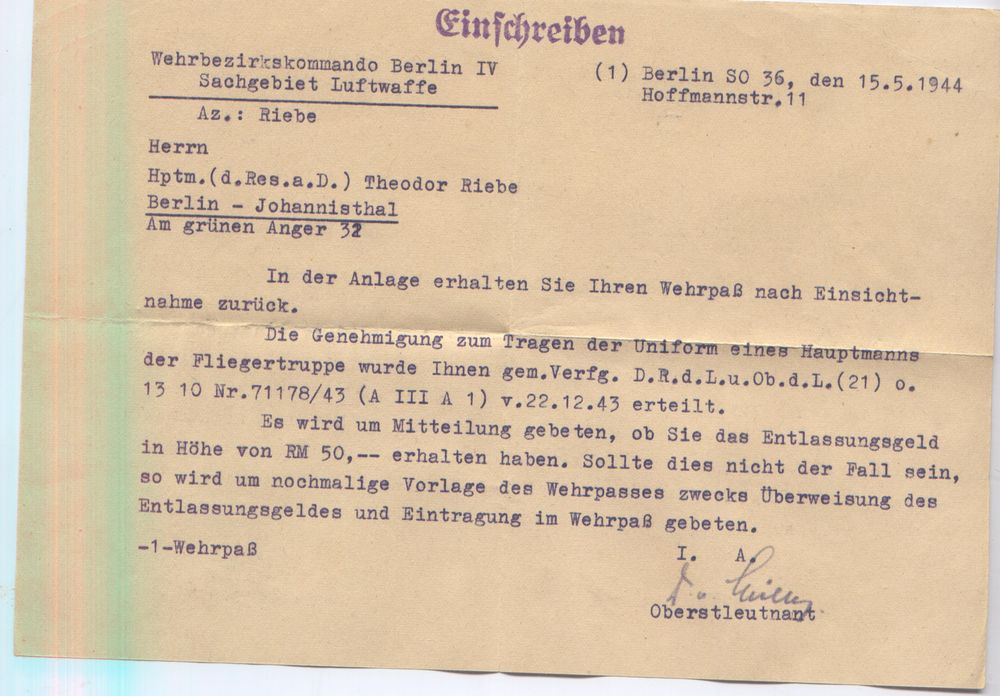 Einschreiben
Wehrbezirkskommando Berlin IV
Sachgebiet Luftwaffe
Az.: Riebe
(1) Berlin SO 36, den 15.5.1944
Hoffmannstr.11
Herrn
Hptm.(d.Res.a.D.) Theodor Riebe
Berlin - Johannisthal
Am grünen Anger 32
In der Anlage erhalten Sie Ihren Wehrpaß nach Einsicht-
nahme zurück.
Die Genehmigung zum Tragen der Uniform eines Hauptmanns
der Fliegertruppe wurde Ihnen gem.Verfg. D.R.d.L.u.Ob.d.L.(21) o.
13 10 Nr.71178/43 (A III A 1) v.22.12.43 erteilt.
Es wird um Mitteilung gebeten, ob Sie das Entlassungsgeld
in Höhe von RM 50,-- erhalten haben. Sollte dies nicht der Fall sein,
so wird um nochmalige Vorlage des Wehrpasses zwecks Überweisung des
Entlassungsgeldes und Eintragung im Wehrpaß gebeten.
-1-Wehrpaß
I. A.
Oberstleutnant